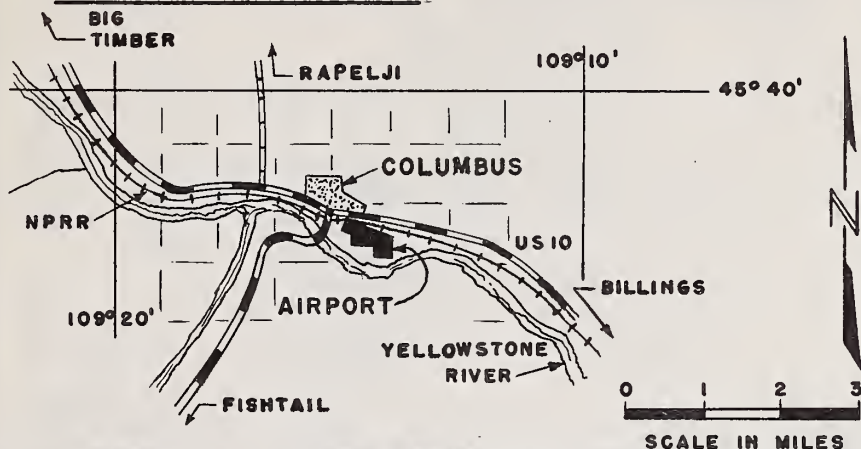 BIG
TIMBER
RAPELJI
109° 10'
45° 40'
COLUMBUS
NPRR
US 10
AIRPORT
BILLINGS
109° 20'
YELLOWSTONE
RIVER
FISHTAIL
N
0 1 2 3
SCALE IN MILES